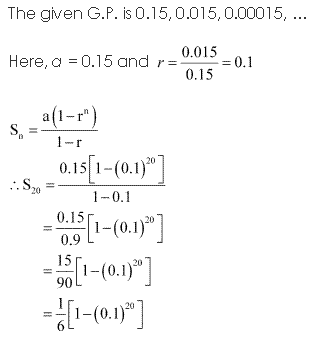 The given G.P. is 0.15, 0.015, 0.00015, ...
Here, a = 0.15 and r = 0.015/0.15 = 0.1
Sₙ = a(1−rⁿ)/(1−r)
∴ S₂₀ = 0.15[1−(0.1)²⁰]/(1−0.1)
= 0.15/0.9 [1−(0.1)²⁰]
= 15/90 [1−(0.1)²⁰]
= 1/6 [1−(0.1)²⁰]